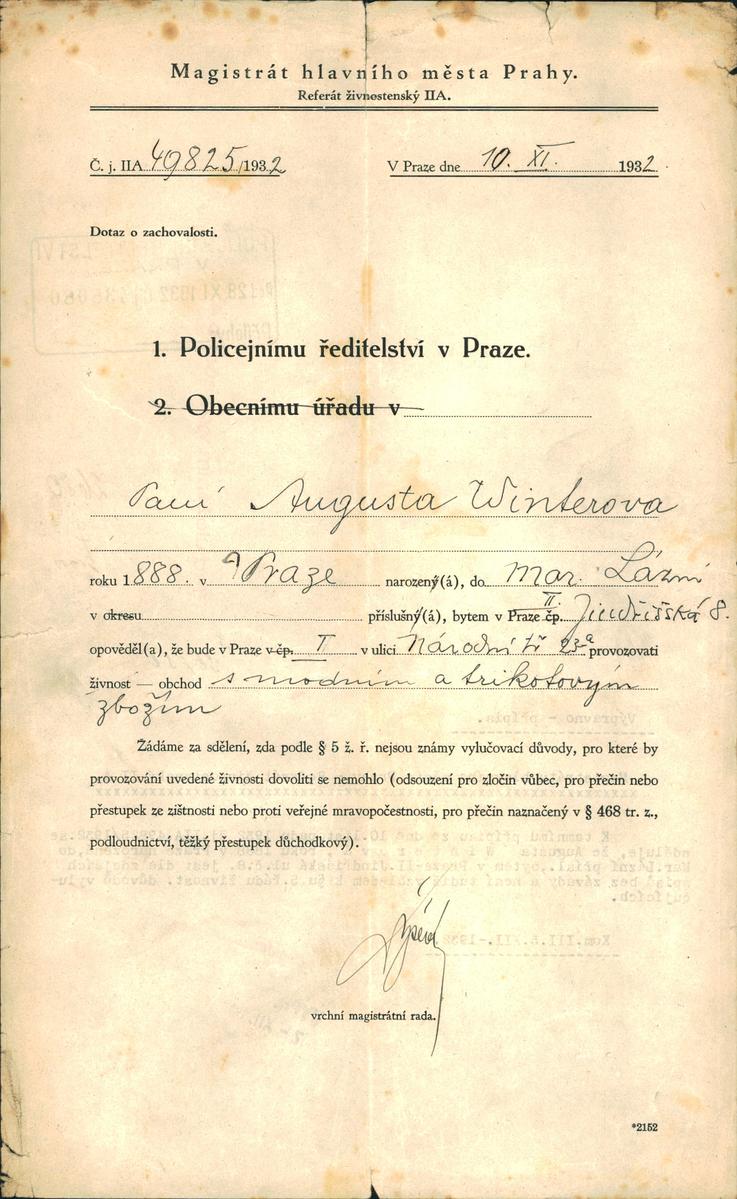 Magistrát hlavního města Prahy.
Referát živnostenský IIA.
Č. j. IIA 49825/1932 V Praze dne 10. XI. 1932
Dotaz o zachovalosti.
1. Policejnímu ředitelství v Praze.
2. Obecnímu úřadu v
Paní Augusta Winterova
roku 1888. v Praze narozený(á), do Mar. Lázní
v okresu příslušný(á), bytem v Praze čp. II. Jindřišská 8.
opověděl(a), že bude v Praze v čp. I v ulici Národní tř 23a provozovati
živnost — obchod s modním a trikotovým
zbožím
Žádáme za sdělení, zda podle § 5 ž. ř. nejsou známy vylučovací důvody, pro které by
provozování uvedené živnosti dovoliti se nemohlo (odsouzení pro zločin vůbec, pro přečin nebo
přestupek ze zištnosti nebo proti veřejné mravopočestnosti, pro přečin naznačený v § 468 tr. z.,
podloudnictví, těžký přestupek důchodkový).
vrchní magistrátní rada.
*2152